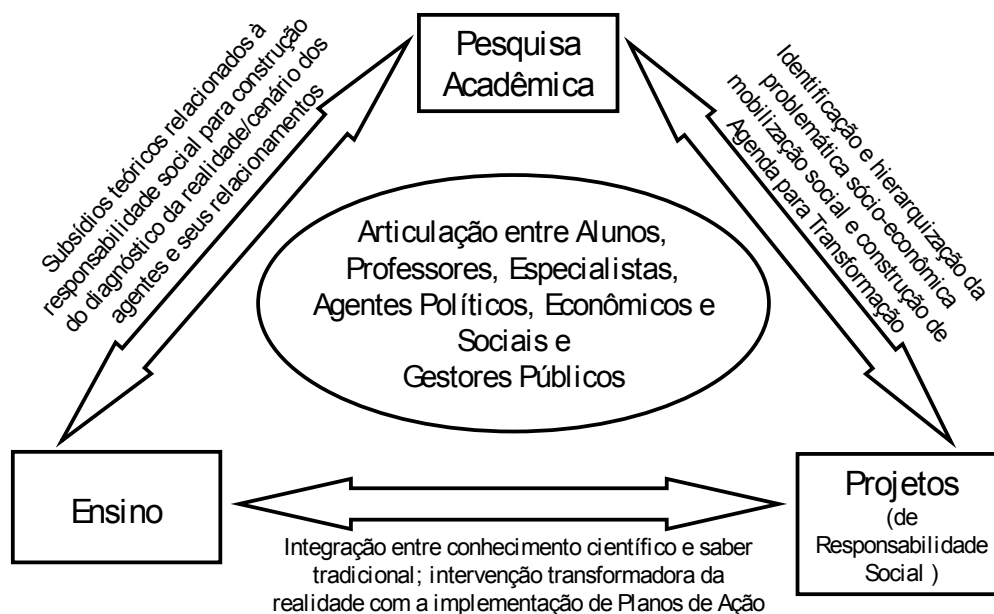 Pesquisa
Acadêmica
Subsídios teóricos relacionados à
responsabilidade social para construção
do diagnóstico da realidade/cenário dos
agentes e seus relacionamentos
Identificação e hierarquização da
problemática sócio-econômica
mobilização social e construção de
Agenda para Transformação
Articulação entre Alunos,
Professores, Especialistas,
Agentes Políticos, Econômicos e
Sociais e
Gestores Públicos
Ensino
Projetos
(de
Responsabilidade
Social )
Integração entre conhecimento científico e saber
tradicional; intervenção transformadora da
realidade com a implementação de Planos de Ação